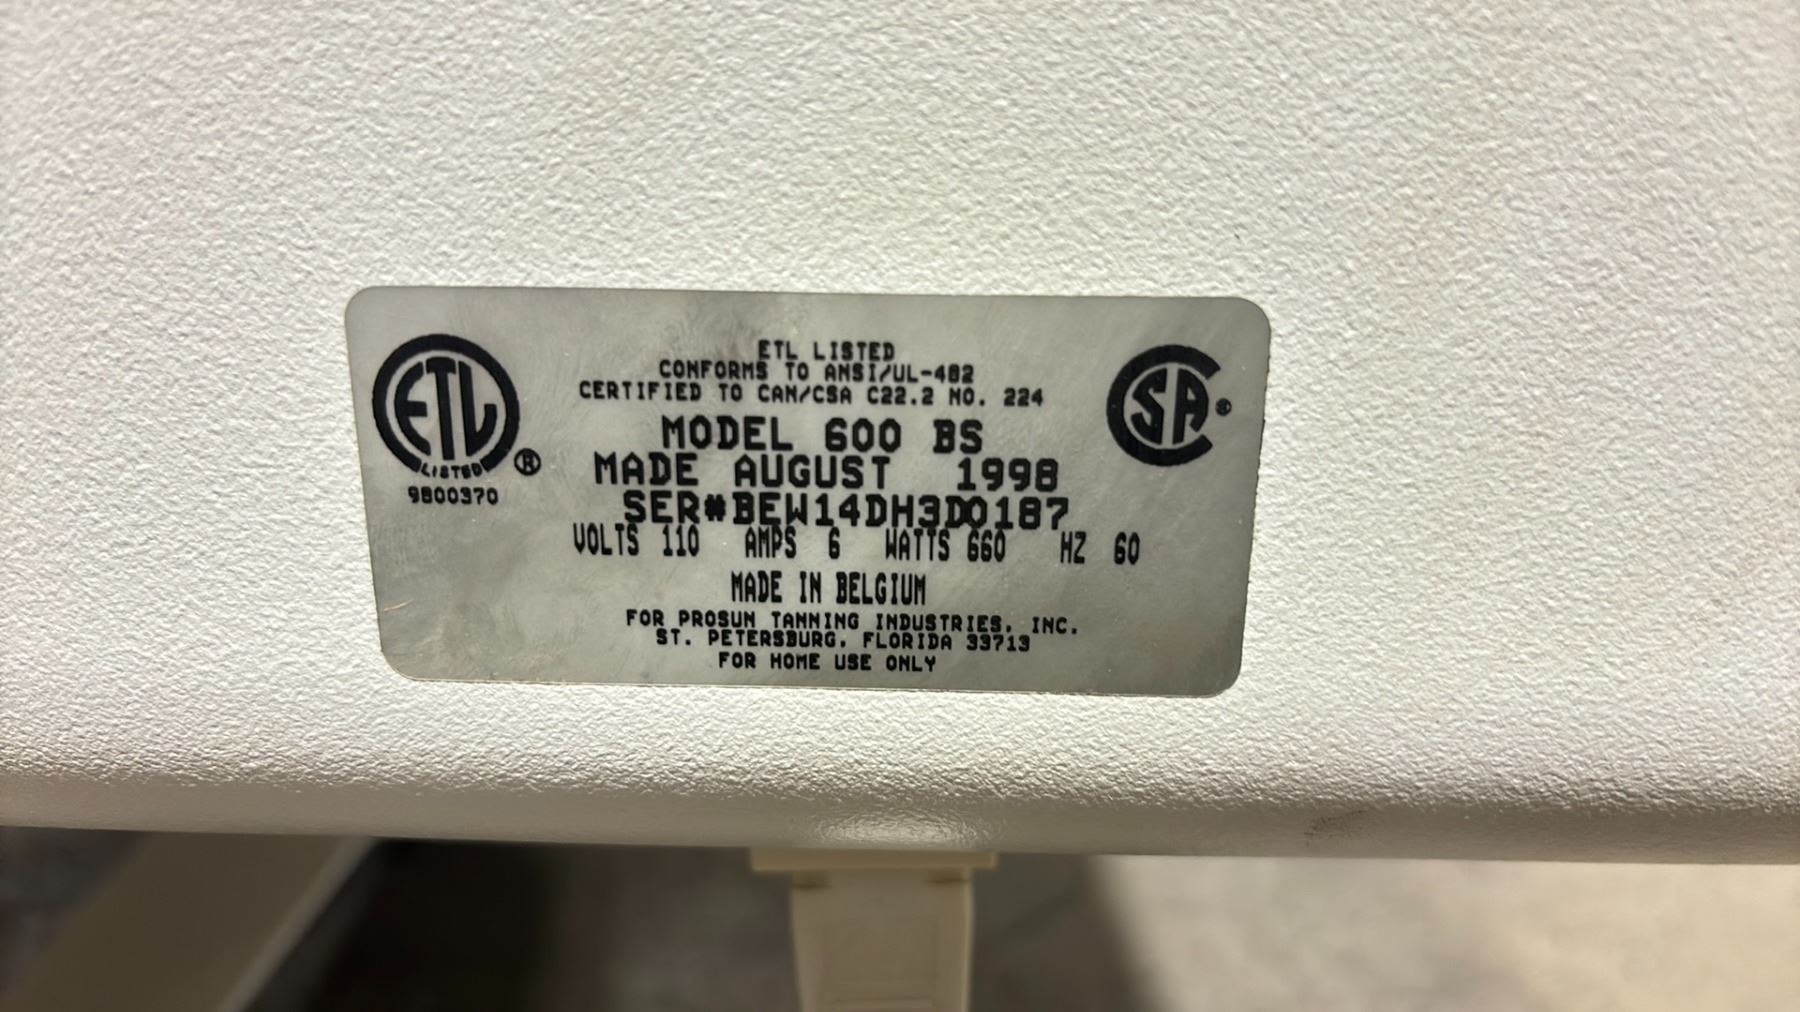 ETL LISTED
CONFORMS TO ANSI/UL-482
CERTIFIED TO CAN/CSA C22.2 NO. 224
MODEL 600 BS
MADE AUGUST 1998
SER#BEW14DH3D0187
VOLTS 110 AMPS 6 WATTS 660 HZ 60
MADE IN BELGIUM
FOR PROSUN TANNING INDUSTRIES, INC.
ST. PETERSBURG, FLORIDA 33713
FOR HOME USE ONLY
ETL
LISTED
®
9800370
SA
®